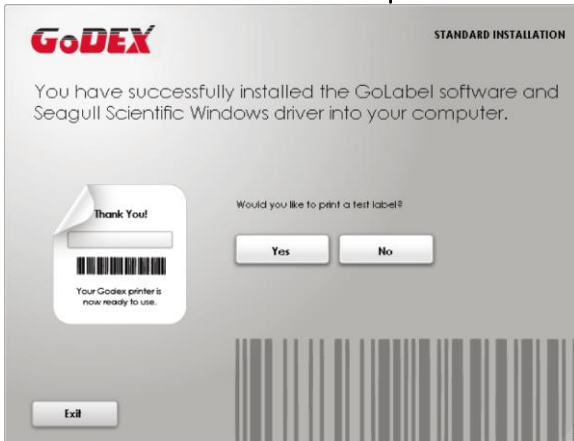 GoDEX
STANDARD INSTALLATION
You have successfully installed the GoLabel software and
Seagull Scientific Windows driver into your computer.
Thank You!
Your Godex printer is
now ready to use.
Would you like to print a test label?
Yes
No
Exit